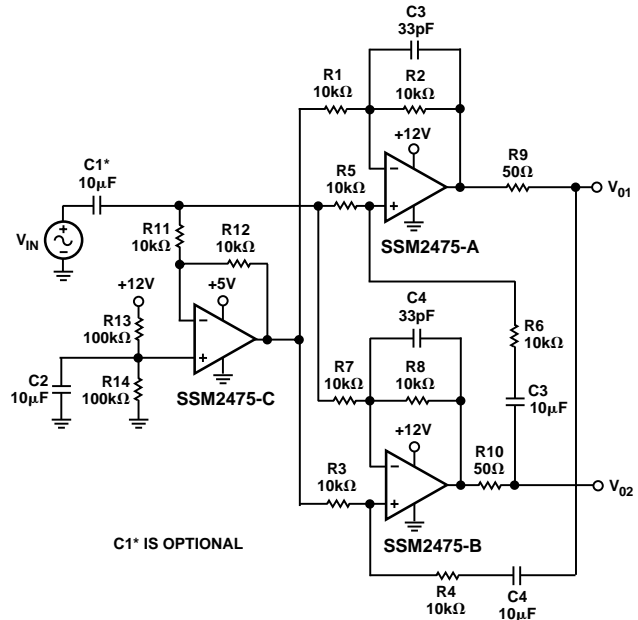 C3
33pF
R1
10kΩ
R2
10kΩ
+12V
C1*
10μF
R5
10kΩ
R9
50Ω
V01
SSM2475-A
VIN
R11
10kΩ
R12
10kΩ
+12V
+5V
R13
100kΩ
C2
10μF
R14
100kΩ
SSM2475-C
C4
33pF
R6
10kΩ
R7
10kΩ
R8
10kΩ
C3
10μF
+12V
R10
50Ω
V02
R3
10kΩ
SSM2475-B
C1* IS OPTIONAL
R4
10kΩ
C4
10μF